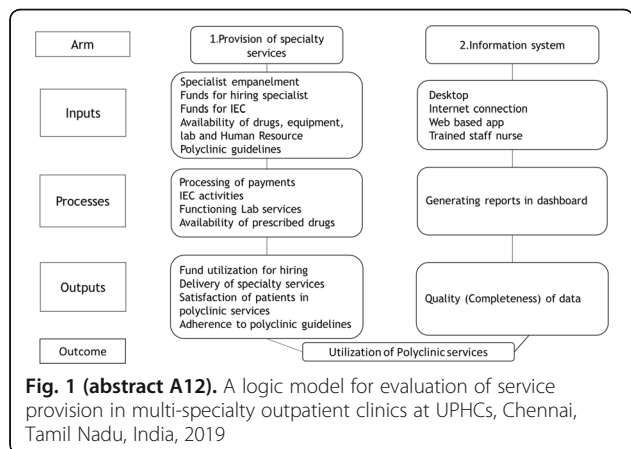 Arm
1.Provision of specialty
services
2.Information system
Inputs
Specialist empanelment
Funds for hiring specialist
Funds for IEC
Availability of drugs, equipment,
lab and Human Resource
Polyclinic guidelines
Desktop
Internet connection
Web based app
Trained staff nurse
Processes
Processing of payments
IEC activities
Functioning Lab services
Availability of prescribed drugs
Generating reports in dashboard
Outputs
Fund utilization for hiring
Delivery of specialty services
Satisfaction of patients in
polyclinic services
Adherence to polyclinic guidelines
Quality (Completeness) of data
Outcome
Utilization of Polyclinic services
Fig. 1 (abstract A12). A logic model for evaluation of service
provision in multi-specialty outpatient clinics at UPHCs, Chennai,
Tamil Nadu, India, 2019